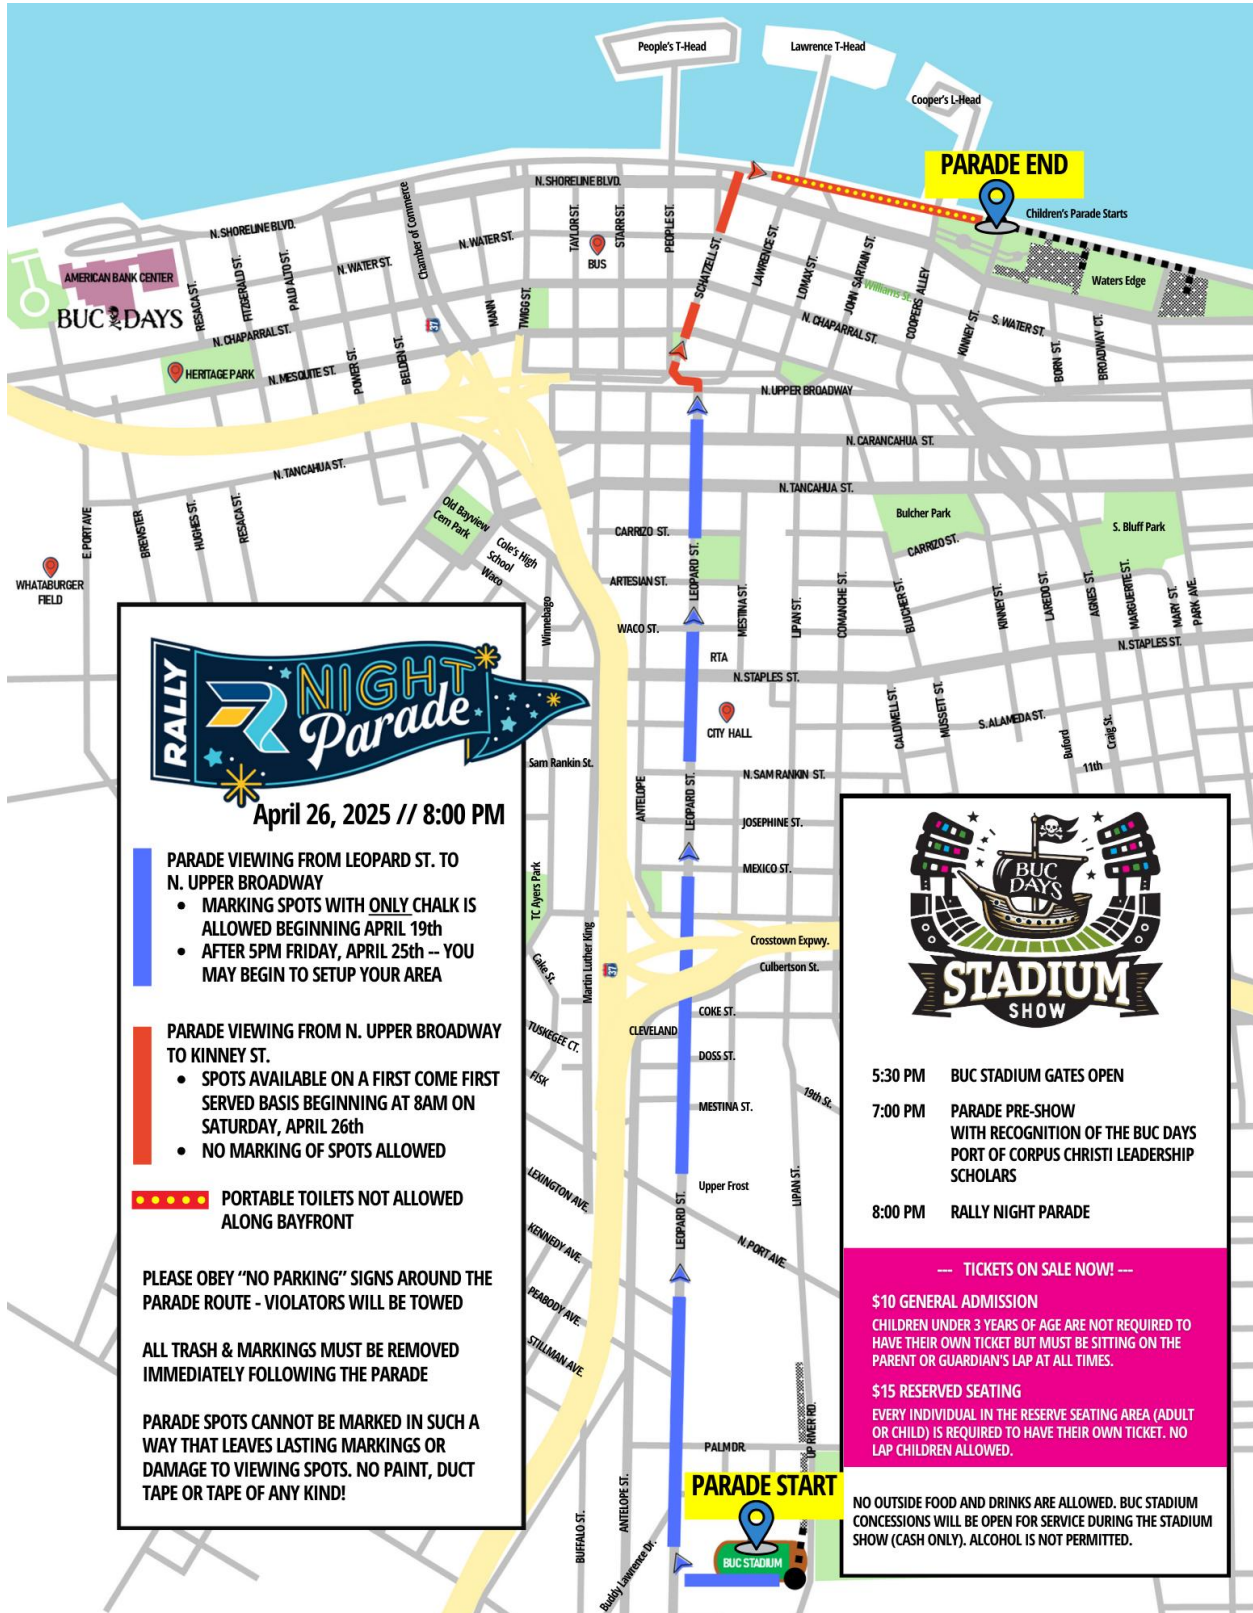 People's T-Head
Lawrence T-Head
Cooper's L-Head
PARADE END
Children's Parade Starts
N. SHORELINE BLVD.
N. SHORELINE BLVD.
Chamber of Commerce
TAYLOR ST.
STARR ST.
PEOPLE ST.
SCHATZELL ST.
LAWRENCE ST.
LOMAX ST.
JOHN SARTAIN ST.
Williams St.
COOPERS ALLEY
KINNEY ST.
S. WATER ST.
BORN ST.
BROADWAY CT.
Waters Edge
N. WATER ST.
N. WATER ST.
BUS
AMERICAN BANK CENTER
BUC DAYS
RESACA ST.
FITZGERALD ST.
PALO ALTO ST.
MANN
TWIGG ST.
37
N. CHAPARRAL ST.
N. CHAPARRAL ST.
HERITAGE PARK
N. MESQUITE ST.
POWER ST.
BELDEN ST.
N. UPPER BROADWAY
N. CARANCAHUA ST.
N. TANCAHUA ST.
N. TANCAHUA ST.
E. PORT AVE
BREWSTER
HUGHES ST.
RESACA ST.
Old Bayview
Cem Park
Cole's High
School
Waco
Winnebago
CARRIZO ST.
ARTESIAN ST.
WACO ST.
LEOPARD ST.
MESTINA ST.
LIPAN ST.
COMANCHE ST.
Bulcher Park
CARRIZO ST.
BLUCHER ST.
KINNEY ST.
LAREDO ST.
AGNES ST.
MARGUERITE ST.
MARY ST.
PARK AVE.
S. Bluff Park
WHATABURGER
FIELD
RTA
N. STAPLES ST.
N. STAPLES ST.
CITY HALL
CALDWELL ST.
MUSSETT ST.
S. ALAMEDA ST.
Buford
Craig St.
11th
RALLY
NIGHT
Parade
April 26, 2025 // 8:00 PM
PARADE VIEWING FROM LEOPARD ST. TO
N. UPPER BROADWAY
• MARKING SPOTS WITH ONLY CHALK IS
ALLOWED BEGINNING APRIL 19th
• AFTER 5PM FRIDAY, APRIL 25th -- YOU
MAY BEGIN TO SETUP YOUR AREA
PARADE VIEWING FROM N. UPPER BROADWAY
TO KINNEY ST.
• SPOTS AVAILABLE ON A FIRST COME FIRST
SERVED BASIS BEGINNING AT 8AM ON
SATURDAY, APRIL 26th
• NO MARKING OF SPOTS ALLOWED
PORTABLE TOILETS NOT ALLOWED
ALONG BAYFRONT
PLEASE OBEY “NO PARKING” SIGNS AROUND THE
PARADE ROUTE - VIOLATORS WILL BE TOWED
ALL TRASH & MARKINGS MUST BE REMOVED
IMMEDIATELY FOLLOWING THE PARADE
PARADE SPOTS CANNOT BE MARKED IN SUCH A
WAY THAT LEAVES LASTING MARKINGS OR
DAMAGE TO VIEWING SPOTS. NO PAINT, DUCT
TAPE OR TAPE OF ANY KIND!
Sam Rankin St.
ANTELOPE
LEOPARD ST.
N. SAM RANKIN ST.
JOSEPHINE ST.
MEXICO ST.
TC Ayers Park
Martin Luther King
37
Cake St.
Crosstown Expwy.
Culbertson St.
COKE ST.
CLEVELAND
DOSS ST.
TUSKEGEE CT.
FISK
MESTINA ST.
19th St.
LEXINGTON AVE.
Upper Frost
LIPAN ST.
LEOPARD ST.
N. PORT AVE.
KENNEDY AVE.
PEABODY AVE.
STILLMAN AVE.
PALM DR.
UP RIVER RD.
PARADE START
BUC STADIUM
ANTELOPE ST.
BUFFALO ST.
Buddy Lawrence Dr.
BUC
DAYS
STADIUM
SHOW
5:30 PM BUC STADIUM GATES OPEN
7:00 PM PARADE PRE-SHOW
WITH RECOGNITION OF THE BUC DAYS
PORT OF CORPUS CHRISTI LEADERSHIP
SCHOLARS
8:00 PM RALLY NIGHT PARADE
--- TICKETS ON SALE NOW! ---
$10 GENERAL ADMISSION
CHILDREN UNDER 3 YEARS OF AGE ARE NOT REQUIRED TO
HAVE THEIR OWN TICKET BUT MUST BE SITTING ON THE
PARENT OR GUARDIAN'S LAP AT ALL TIMES.
$15 RESERVED SEATING
EVERY INDIVIDUAL IN THE RESERVE SEATING AREA (ADULT
OR CHILD) IS REQUIRED TO HAVE THEIR OWN TICKET. NO
LAP CHILDREN ALLOWED.
NO OUTSIDE FOOD AND DRINKS ARE ALLOWED. BUC STADIUM
CONCESSIONS WILL BE OPEN FOR SERVICE DURING THE STADIUM
SHOW (CASH ONLY). ALCOHOL IS NOT PERMITTED.